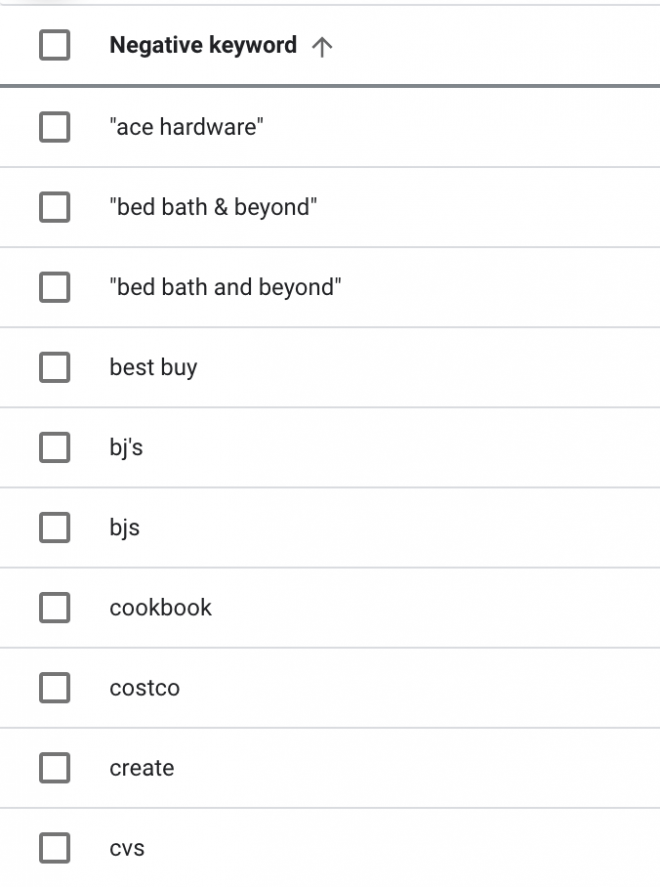 Negative keyword ↑
"ace hardware"
"bed bath & beyond"
"bed bath and beyond"
best buy
bj's
bjs
cookbook
costco
create
cvs